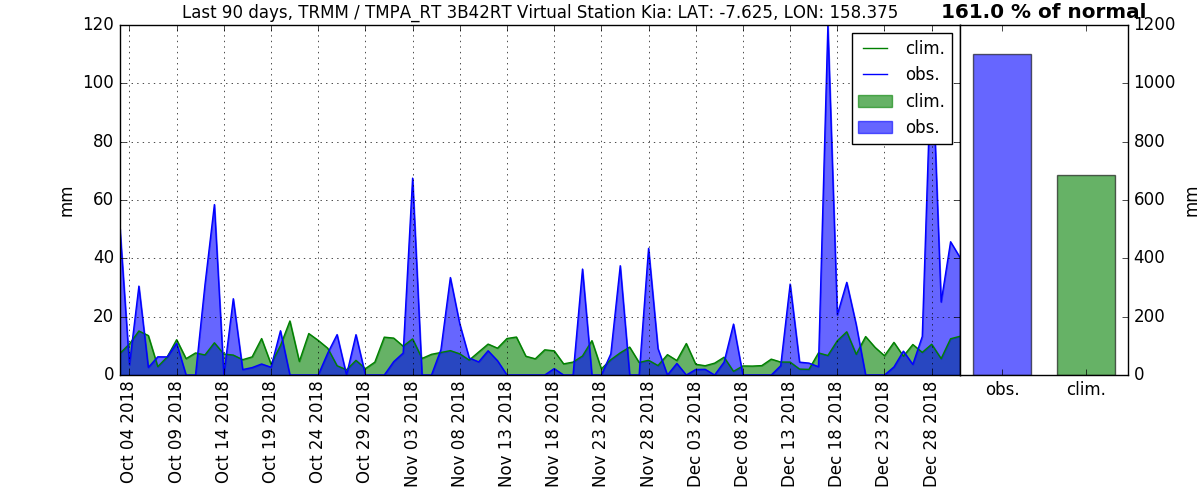 Last 90 days, TRMM / TMPA_RT 3B42RT Virtual Station Kia: LAT: -7.625, LON: 158.375
161.0 % of normal
120
100
80
60
40
20
0
mm
clim.
obs.
clim.
obs.
1200
1000
800
600
400
200
0
mm
obs.
clim.
Oct 04 2018
Oct 09 2018
Oct 14 2018
Oct 19 2018
Oct 24 2018
Oct 29 2018
Nov 03 2018
Nov 08 2018
Nov 13 2018
Nov 18 2018
Nov 23 2018
Nov 28 2018
Dec 03 2018
Dec 08 2018
Dec 13 2018
Dec 18 2018
Dec 23 2018
Dec 28 2018